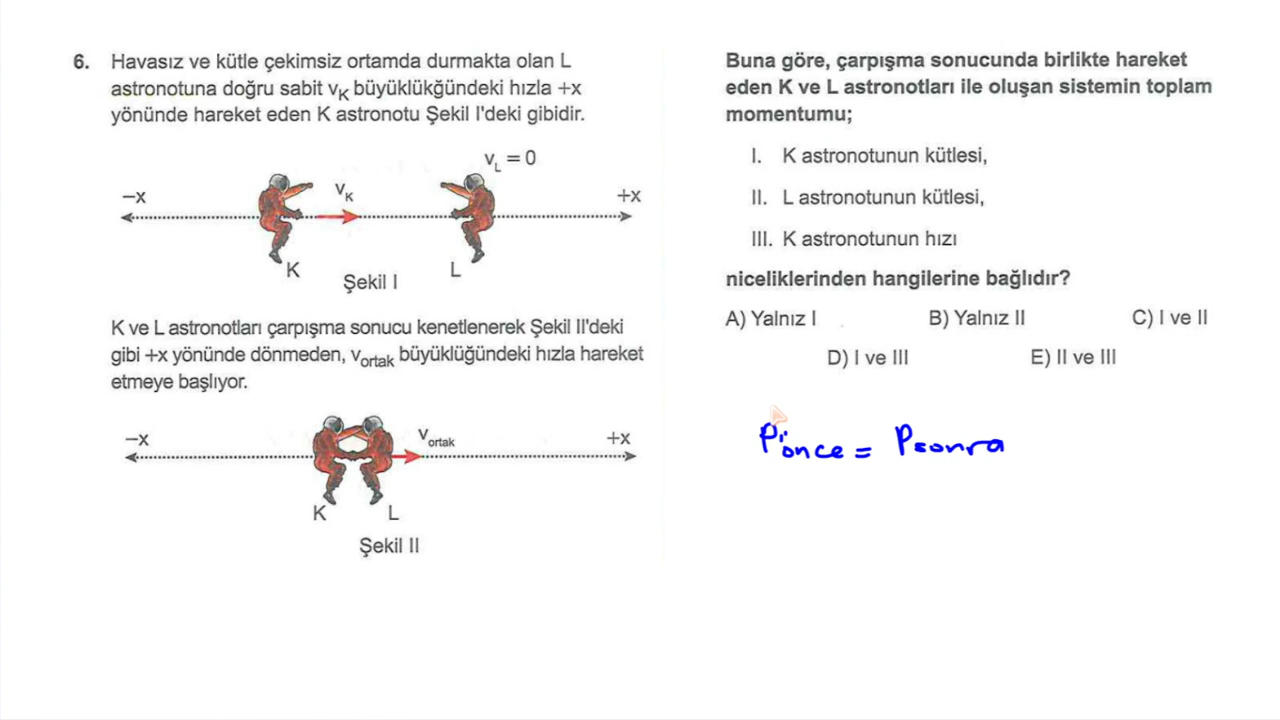 6. Havasız ve kütle çekimsiz ortamda durmakta olan L
astronotuna doğru sabit vK büyüklükğündeki hızla +x
yönünde hareket eden K astronotu Şekil I'deki gibidir.
vL = 0
–x
vK
+x
K
L
Şekil I
K ve L astronotları çarpışma sonucu kenetlenerek Şekil II'deki
gibi +x yönünde dönmeden, vortak büyüklüğündeki hızla hareket
etmeye başlıyor.
–x
vortak
+x
K
L
Şekil II
Buna göre, çarpışma sonucunda birlikte hareket
eden K ve L astronotları ile oluşan sistemin toplam
momentumu;
I. K astronotunun kütlesi,
II. L astronotunun kütlesi,
III. K astronotunun hızı
niceliklerinden hangilerine bağlıdır?
A) Yalnız I B) Yalnız II C) I ve II
D) I ve III E) II ve III
Pönce = Psonra